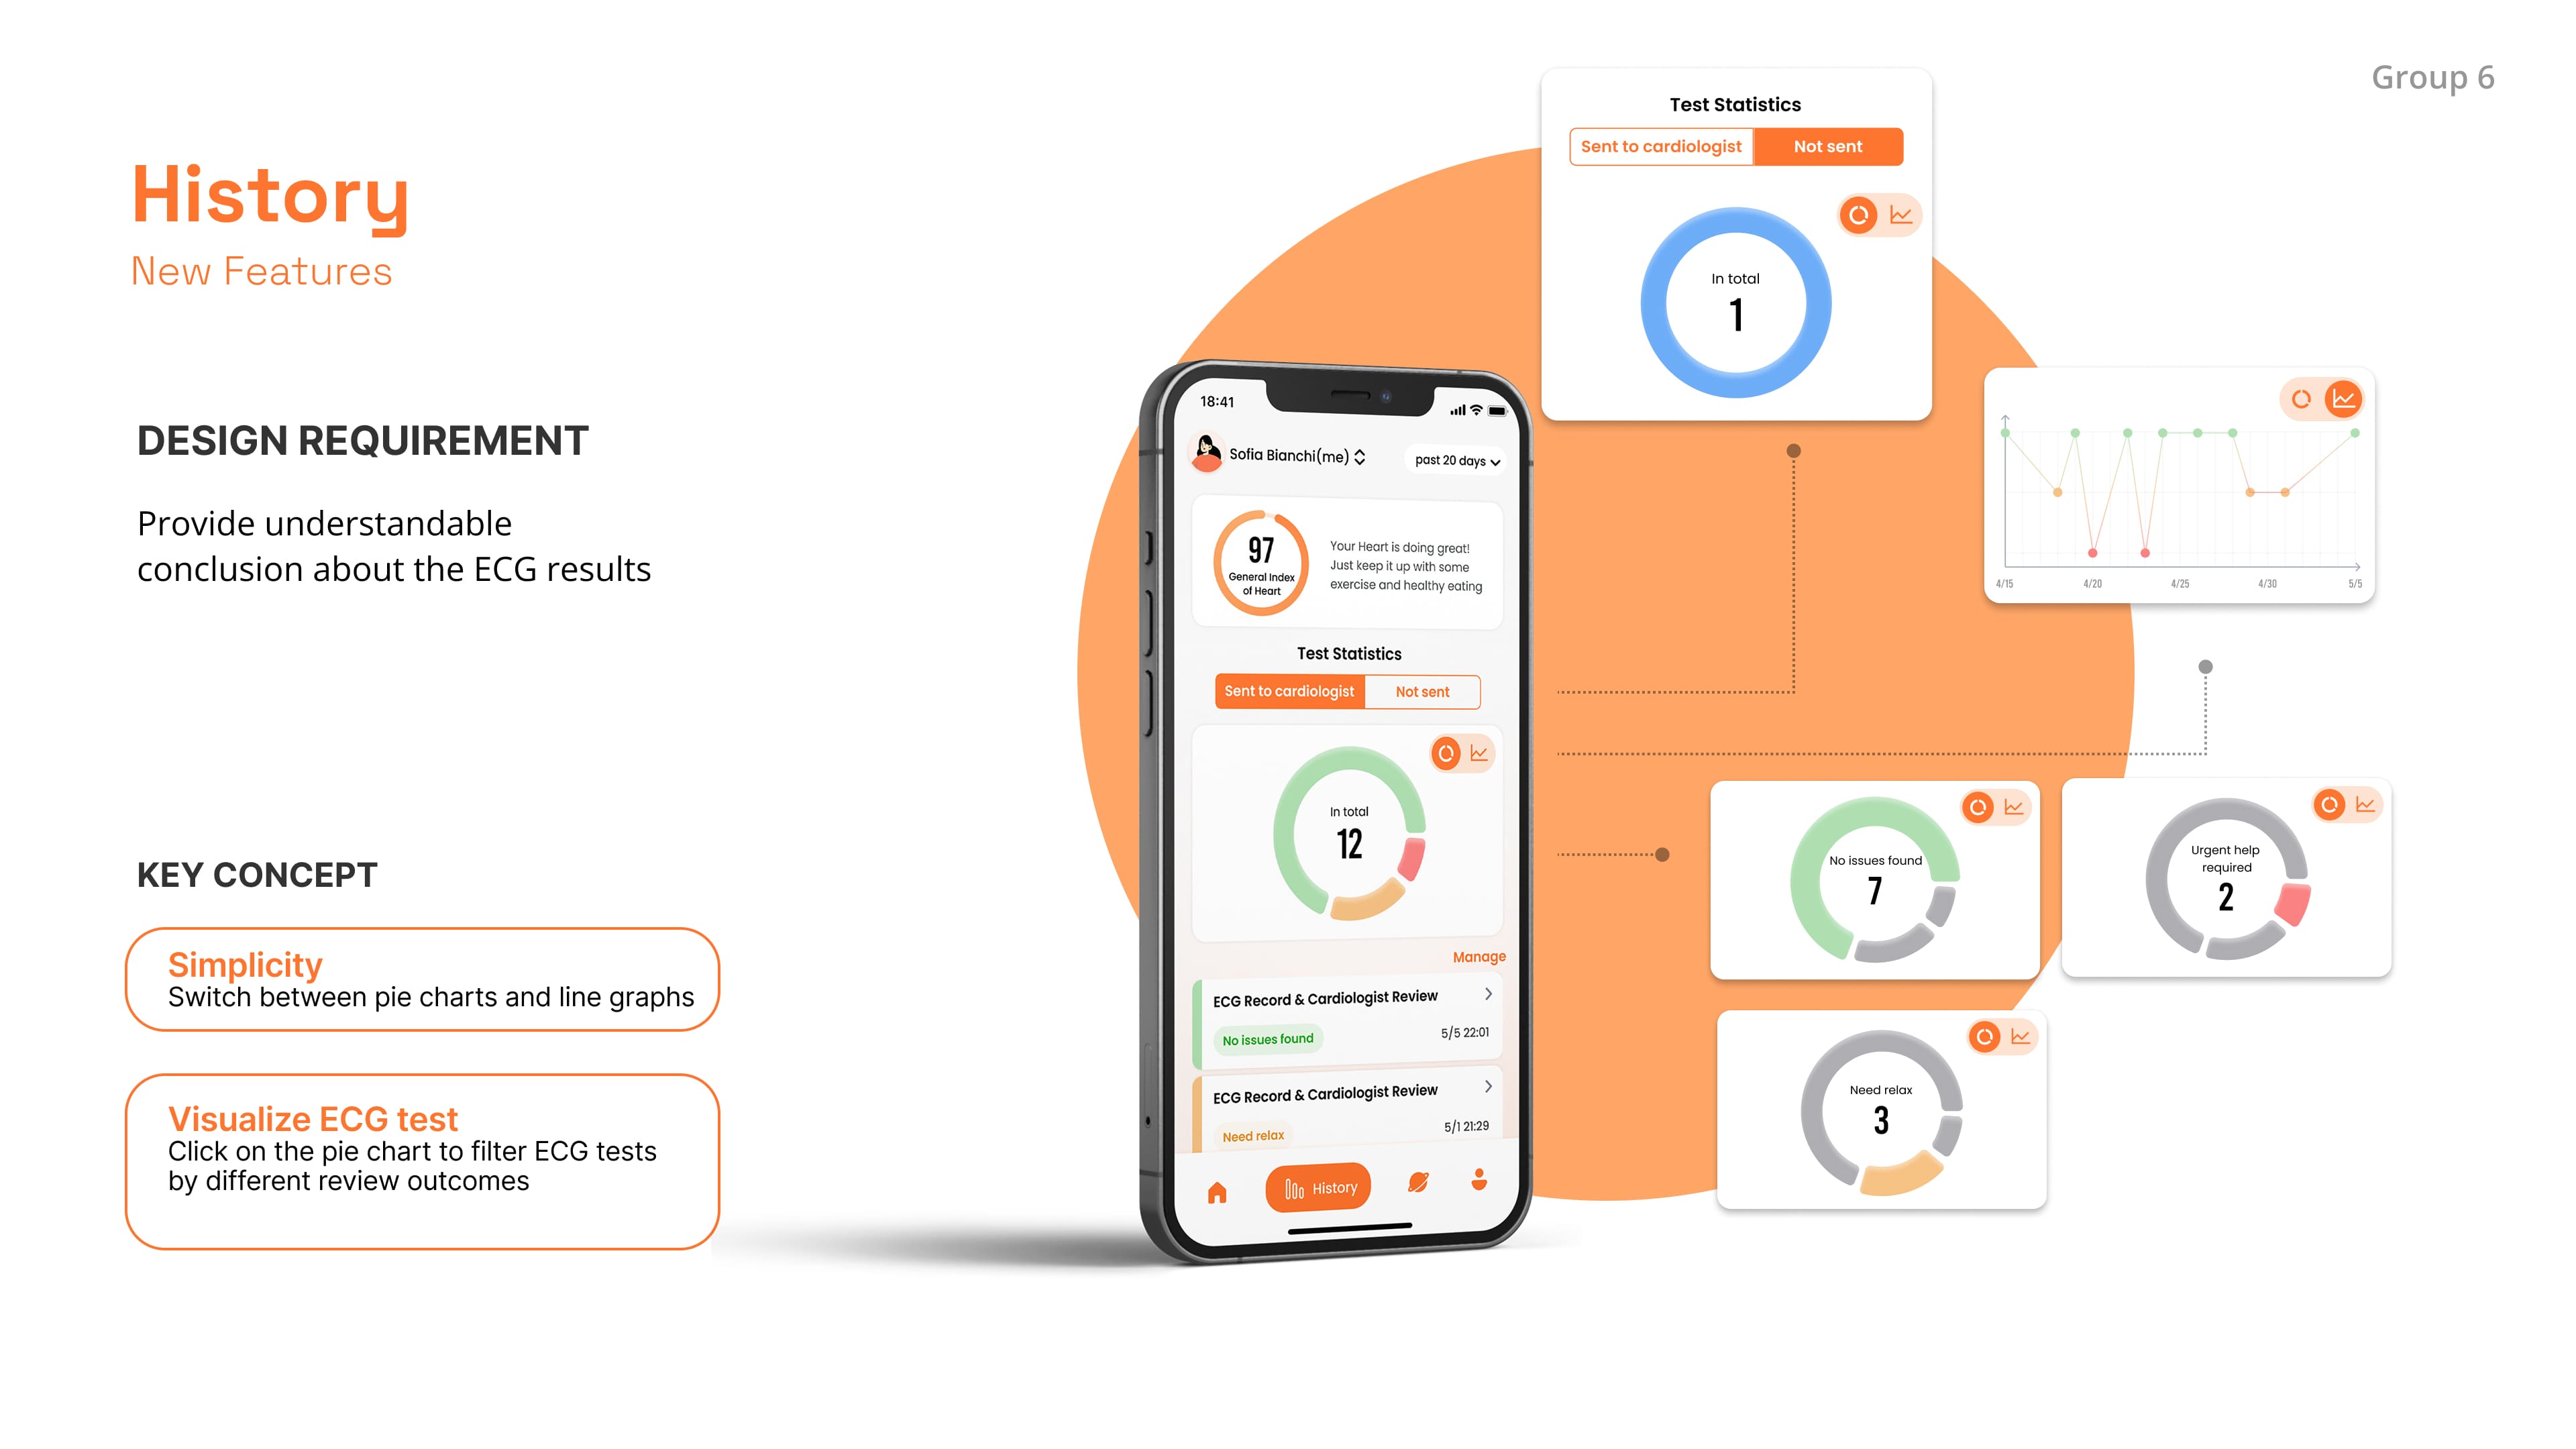 Group 6
History
New Features
DESIGN REQUIREMENT
Provide understandable
conclusion about the ECG results
KEY CONCEPT
Simplicity
Switch between pie charts and line graphs
Visualize ECG test
Click on the pie chart to filter ECG tests
by different review outcomes
18:41
Sofia Bianchi(me)
past 20 days
97
General Index
of Heart
Your Heart is doing great!
Just keep it up with some
exercise and healthy eating
Test Statistics
Sent to cardiologist
Not sent
In total
12
Manage
ECG Record & Cardiologist Review
No issues found
5/5 22:01
ECG Record & Cardiologist Review
Need relax
5/1 21:29
History
Test Statistics
Sent to cardiologist
Not sent
In total
1
4/15
4/20
4/25
4/30
5/5
No issues found
7
Urgent help
required
2
Need relax
3